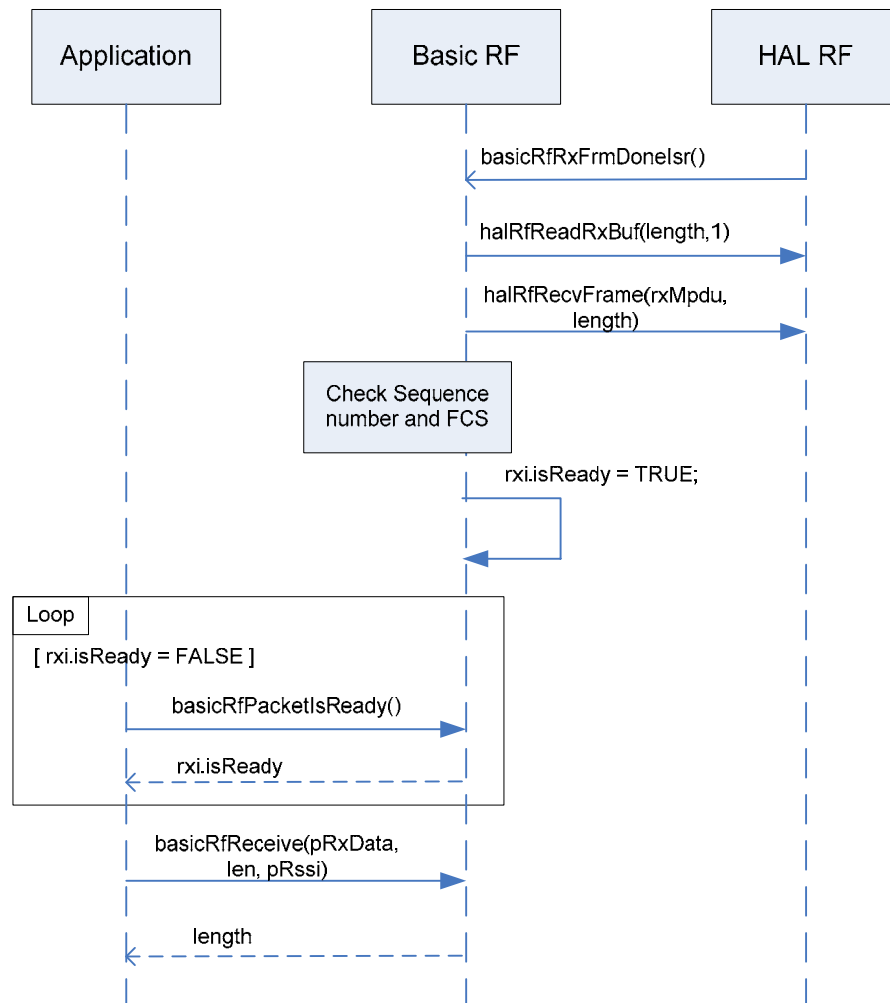 Application
Basic RF
HAL RF
basicRfRxFrmDoneIsr()
halRfReadRxBuf(length,1)
halRfRecvFrame(rxMpdu,
length)
Check Sequence
number and FCS
rxi.isReady = TRUE;
Loop
[ rxi.isReady = FALSE ]
basicRfPacketIsReady()
rxi.isReady
basicRfReceive(pRxData,
len, pRssi)
length